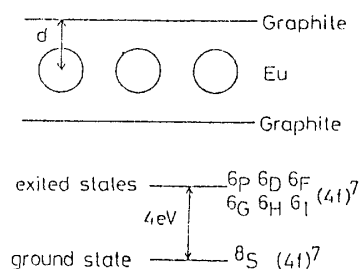 Graphite
d
Eu
Graphite
exited states ⁶P ⁶D ⁶F
⁶G ⁶H ⁶I (4f)⁷
4eV
ground state ⁸S (4f)⁷